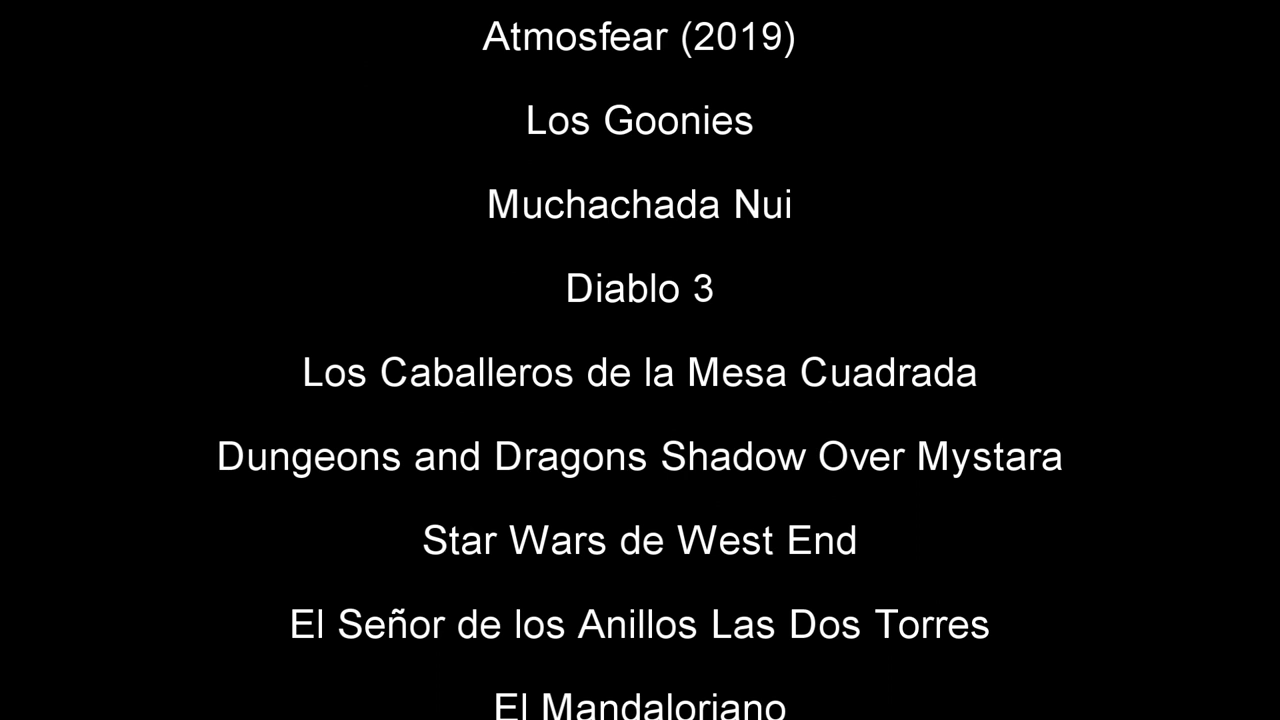 Atmosfear (2019)
Los Goonies
Muchachada Nui
Diablo 3
Los Caballeros de la Mesa Cuadrada
Dungeons and Dragons Shadow Over Mystara
Star Wars de West End
El Señor de los Anillos Las Dos Torres
El Mandaloriano